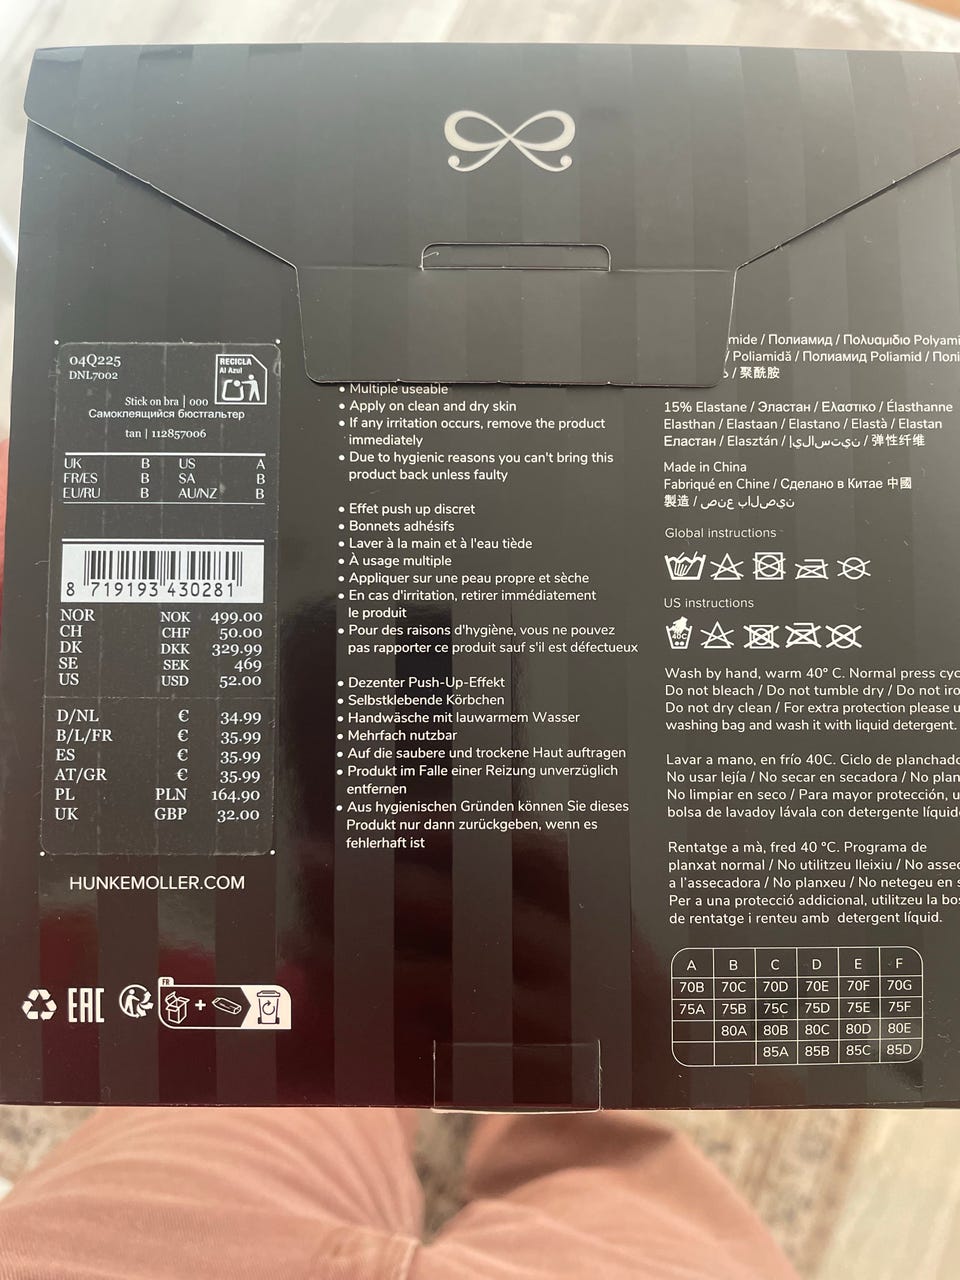 04Q225
DNL7002
RECICLA
Al Azul
Stick on bra | 000
Самоклеящийся бюстгальтер
tan | 112857006
UK B US A
FR/ES B SA B
EU/RU B AU/NZ B
8 719193 430281
NOR NOK 499.00
CH CHF 50.00
DK DKK 329.99
SE SEK 469
US USD 52.00
D/NL € 34.99
B/L/FR € 35.99
ES € 35.99
AT/GR € 35.99
PL PLN 164.90
UK GBP 32.00
HUNKEMOLLER.COM
EAC
FR
+
• Multiple useable
• Apply on clean and dry skin
• If any irritation occurs, remove the product
immediately
• Due to hygienic reasons you can't bring this
product back unless faulty
• Effet push up discret
• Bonnets adhésifs
• Laver à la main et à l'eau tiède
• À usage multiple
• Appliquer sur une peau propre et sèche
• En cas d'irritation, retirer immédiatement
le produit
• Pour des raisons d'hygiène, vous ne pouvez
pas rapporter ce produit sauf s'il est défectueux
• Dezenter Push-Up-Effekt
• Selbstklebende Körbchen
• Handwäsche mit lauwarmem Wasser
• Mehrfach nutzbar
• Auf die saubere und trockene Haut auftragen
• Produkt im Falle einer Reizung unverzüglich
entfernen
• Aus hygienischen Gründen können Sie dieses
Produkt nur dann zurückgeben, wenn es
fehlerhaft ist
mide / Полиамид / Πολυαμίδιο Polyami
/ Poliamidă / Полиамид Poliamid / Poli
/ 聚酰胺
15% Elastane / Эластан / Ελαστικο / Élasthanne
Elasthan / Elastaan / Elastano / Elastà / Elastan
Еластан / Elasztán / إيلاستين / 弹性纤维
Made in China
Fabriqué en Chine / Сделано в Китае 中國
製造 / صنع بالصين
Global instructions
US instructions
40C
Wash by hand, warm 40º C. Normal press cyc
Do not bleach / Do not tumble dry / Do not iro
Do not dry clean / For extra protection please u
washing bag and wash it with liquid detergent.
Lavar a mano, en frío 40C. Ciclo de planchado
No usar lejía / No secar en secadora / No plan
No limpiar en seco / Para mayor protección, u
bolsa de lavadoy lávala con detergente líquido
Rentatge a mà, fred 40 ºC. Programa de
planxat normal / No utilitzeu lleixiu / No assec
a l'assecadora / No planxeu / No netegeu en s
Per a una protecció addicional, utilitzeu la bos
de rentatge i renteu amb detergent líquid.
A B C D E F
70B 70C 70D 70E 70F 70G
75A 75B 75C 75D 75E 75F
80A 80B 80C 80D 80E
85A 85B 85C 85D